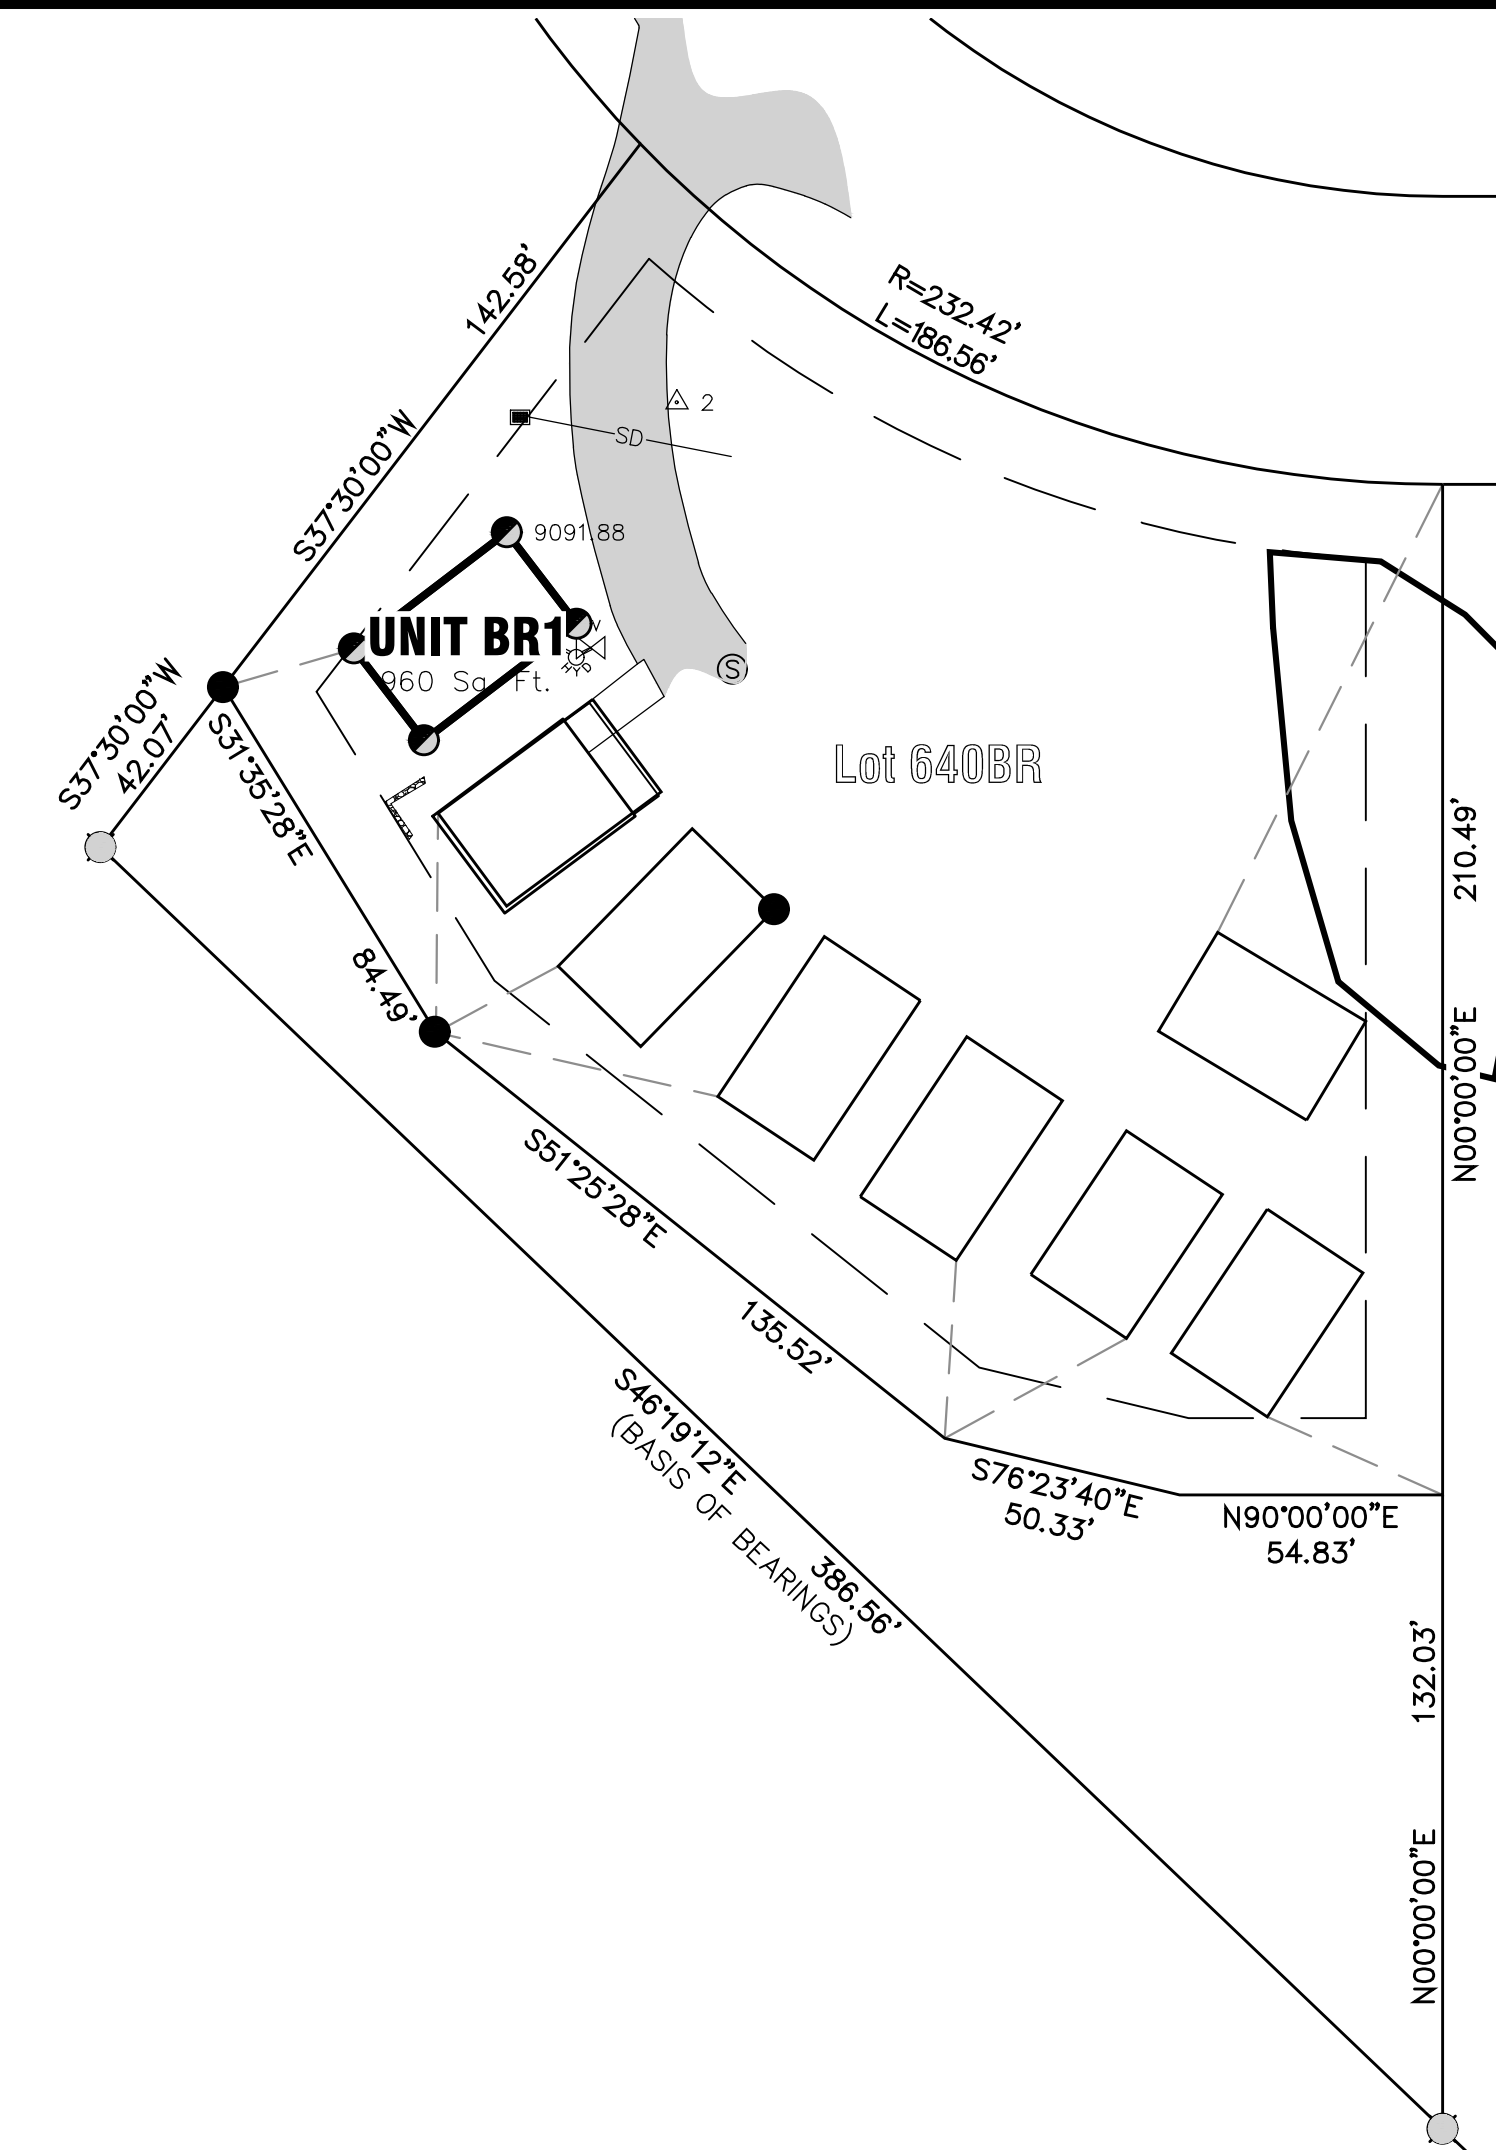 R=232.42’
L=186.56’
142.58’
S37°30’00”W
2
SD
9091.88
UNIT BR1
960 Sq. Ft.
HYD
S
S37°30’00”W
42.07’
S31°35’28”E
84.49’
Lot 640BR
210.49’
N00°00’00”E
S51°25’28”E
135.52’
S46°19’12”E
(BASIS OF BEARINGS)
386.56’
S76°23’40”E
50.33’
N90°00’00”E
54.83’
132.03’
N00°00’00”E